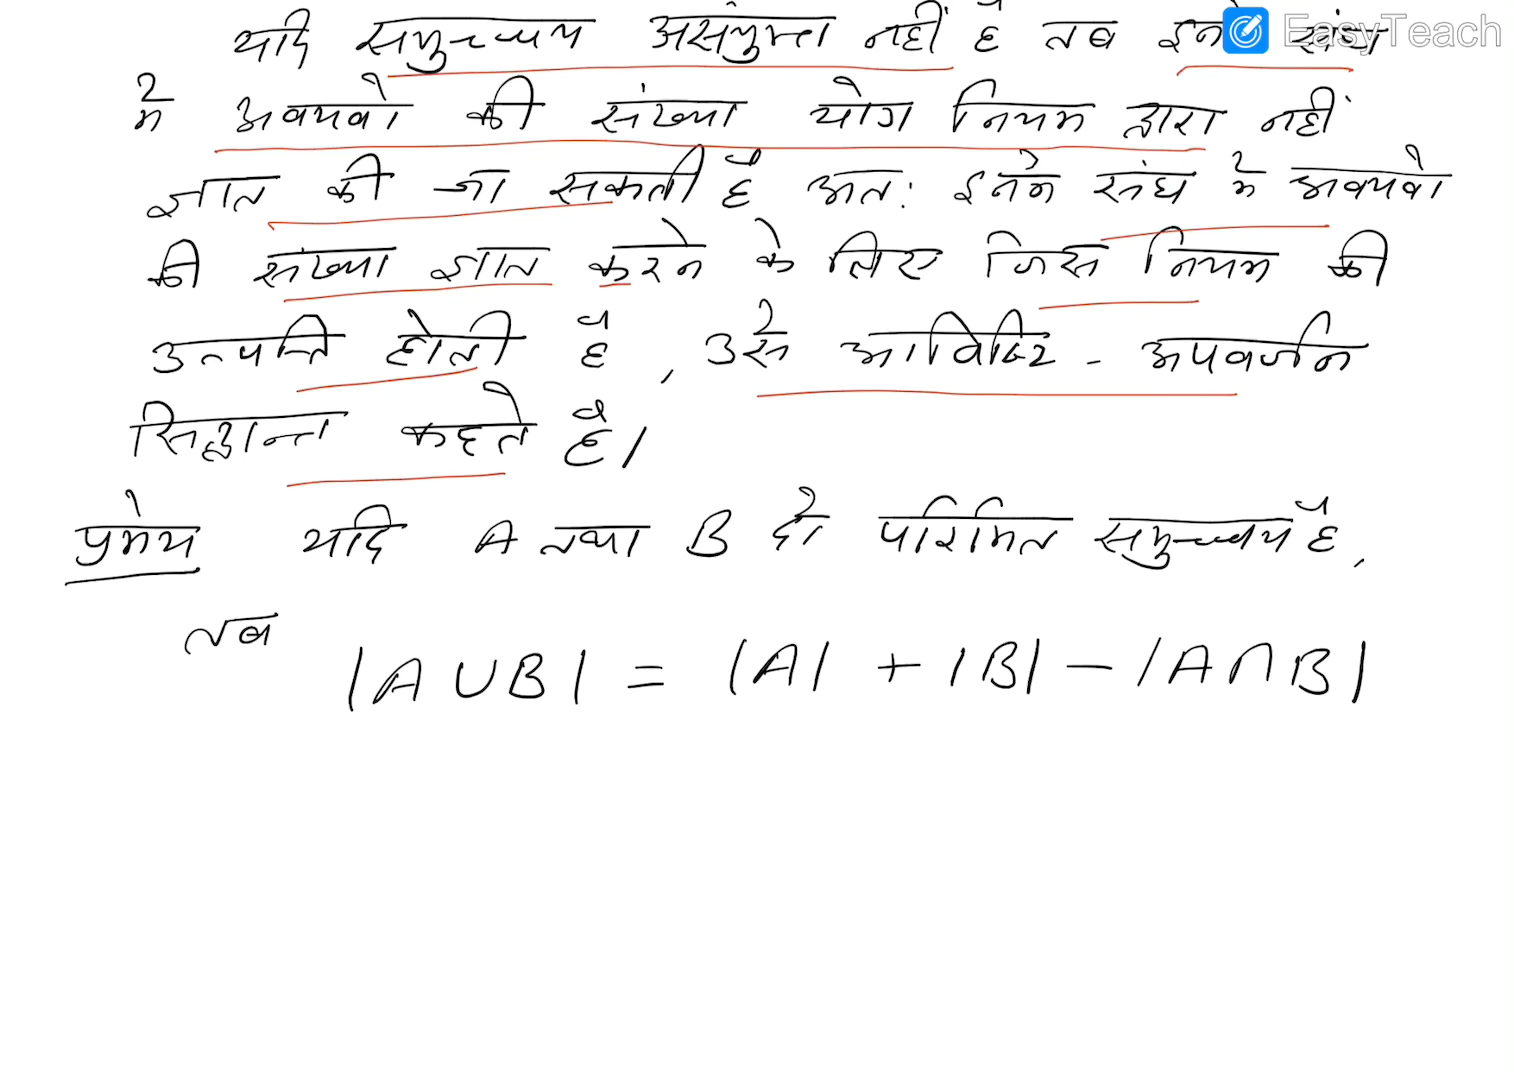 यदि समुच्चय असंयुक्त नहीं है तब इनके संघ
EasyTeach
मे अवयवो की संख्या योग नियम द्वारा नहीं
ज्ञात की जा सकती है अतः इनके संघ मे अवयवो
की संख्या ज्ञात करने के लिए जिस नियम की
उत्पत्ति होती है , उसे आविष्टि - अपवर्जन
सिद्धान्त कहते है।
प्रमेय यदि A तथा B दो परिमित समुच्चय है ,
तब
|A ∪ B| = |A| + |B| - |A ∩ B|